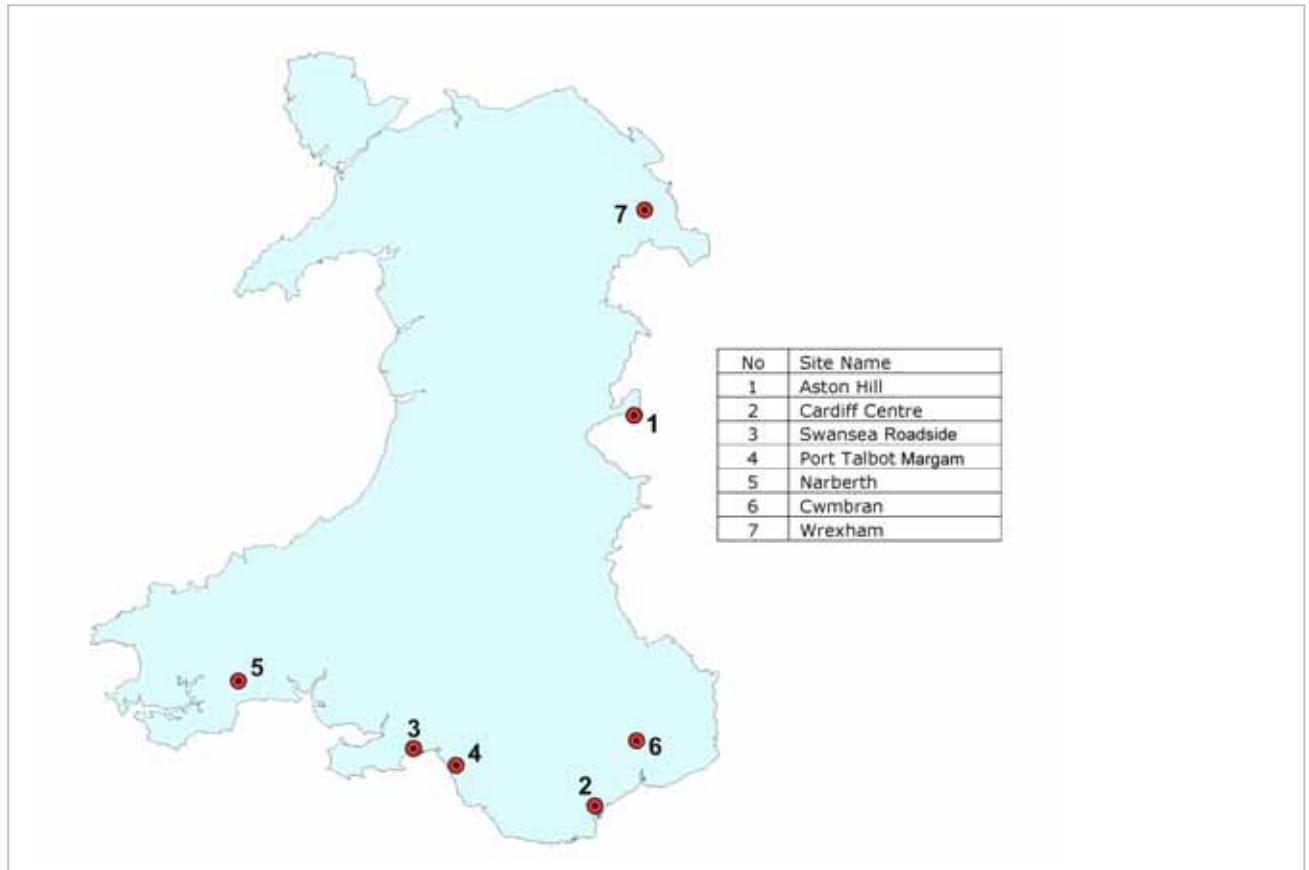 7
1
No Site Name
1 Aston Hill
2 Cardiff Centre
3 Swansea Roadside
4 Port Talbot Margam
5 Narberth
6 Cwmbran
7 Wrexham
5
3
4
6
2